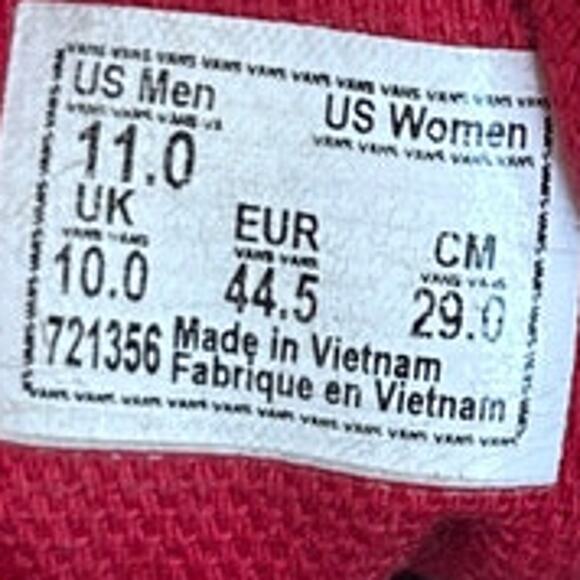 US Men US Women
11.0
UK EUR CM
10.0 44.5 29.0
721356 Made in Vietnam
Fabrique en Vietnam